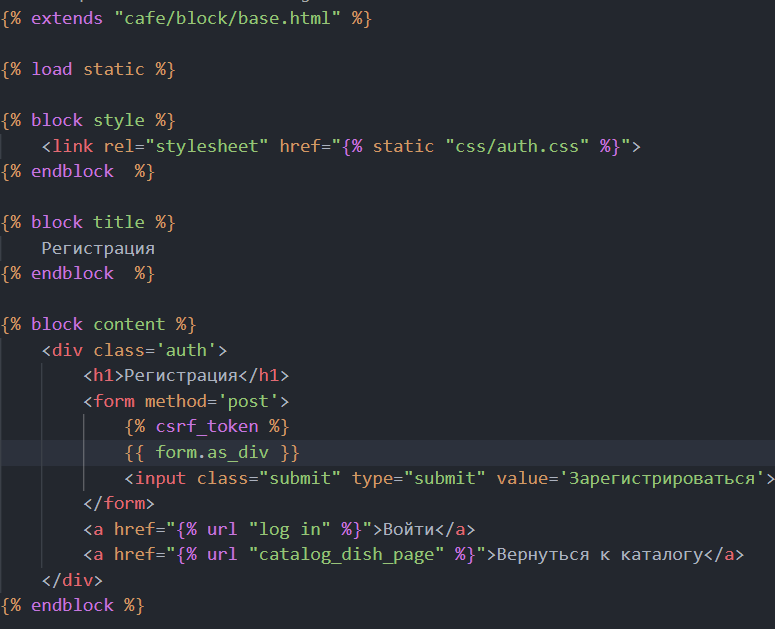 {% extends "cafe/block/base.html" %}
{% load static %}
{% block style %}
<link rel="stylesheet" href="{% static "css/auth.css" %}">
{% endblock  %}
{% block title %}
Регистрация
{% endblock  %}
{% block content %}
<div class='auth'>
<h1>Регистрация</h1>
<form method='post'>
{% csrf_token %}
{{ form.as_div }}
<input class="submit" type="submit" value='Зарегистрироваться'>
</form>
<a href="{% url "log in" %}">Войти</a>
<a href="{% url "catalog_dish_page" %}">Вернуться к каталогу</a>
</div>
{% endblock %}